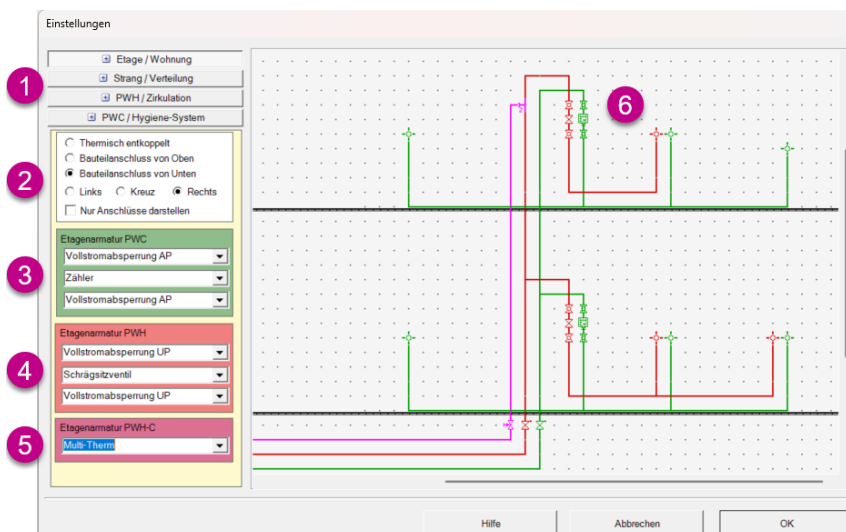 Einstellungen
Etage / Wohnung
Strang / Verteilung
PWH / Zirkulation
PWC / Hygiene-System
1
Thermisch entkoppelt
Bauteilanschluss von Oben
Bauteilanschluss von Unten
Links Kreuz Rechts
Nur Anschlüsse darstellen
2
Etagenarmatur PWC
Vollstromabsperrung AP
Zähler
Vollstromabsperrung AP
3
Etagenarmatur PWH
Vollstromabsperrung UP
Schrägsitzventil
Vollstromabsperrung UP
4
Etagenarmatur PWH-C
Multi-Therm
5
6
Hilfe Abbrechen OK